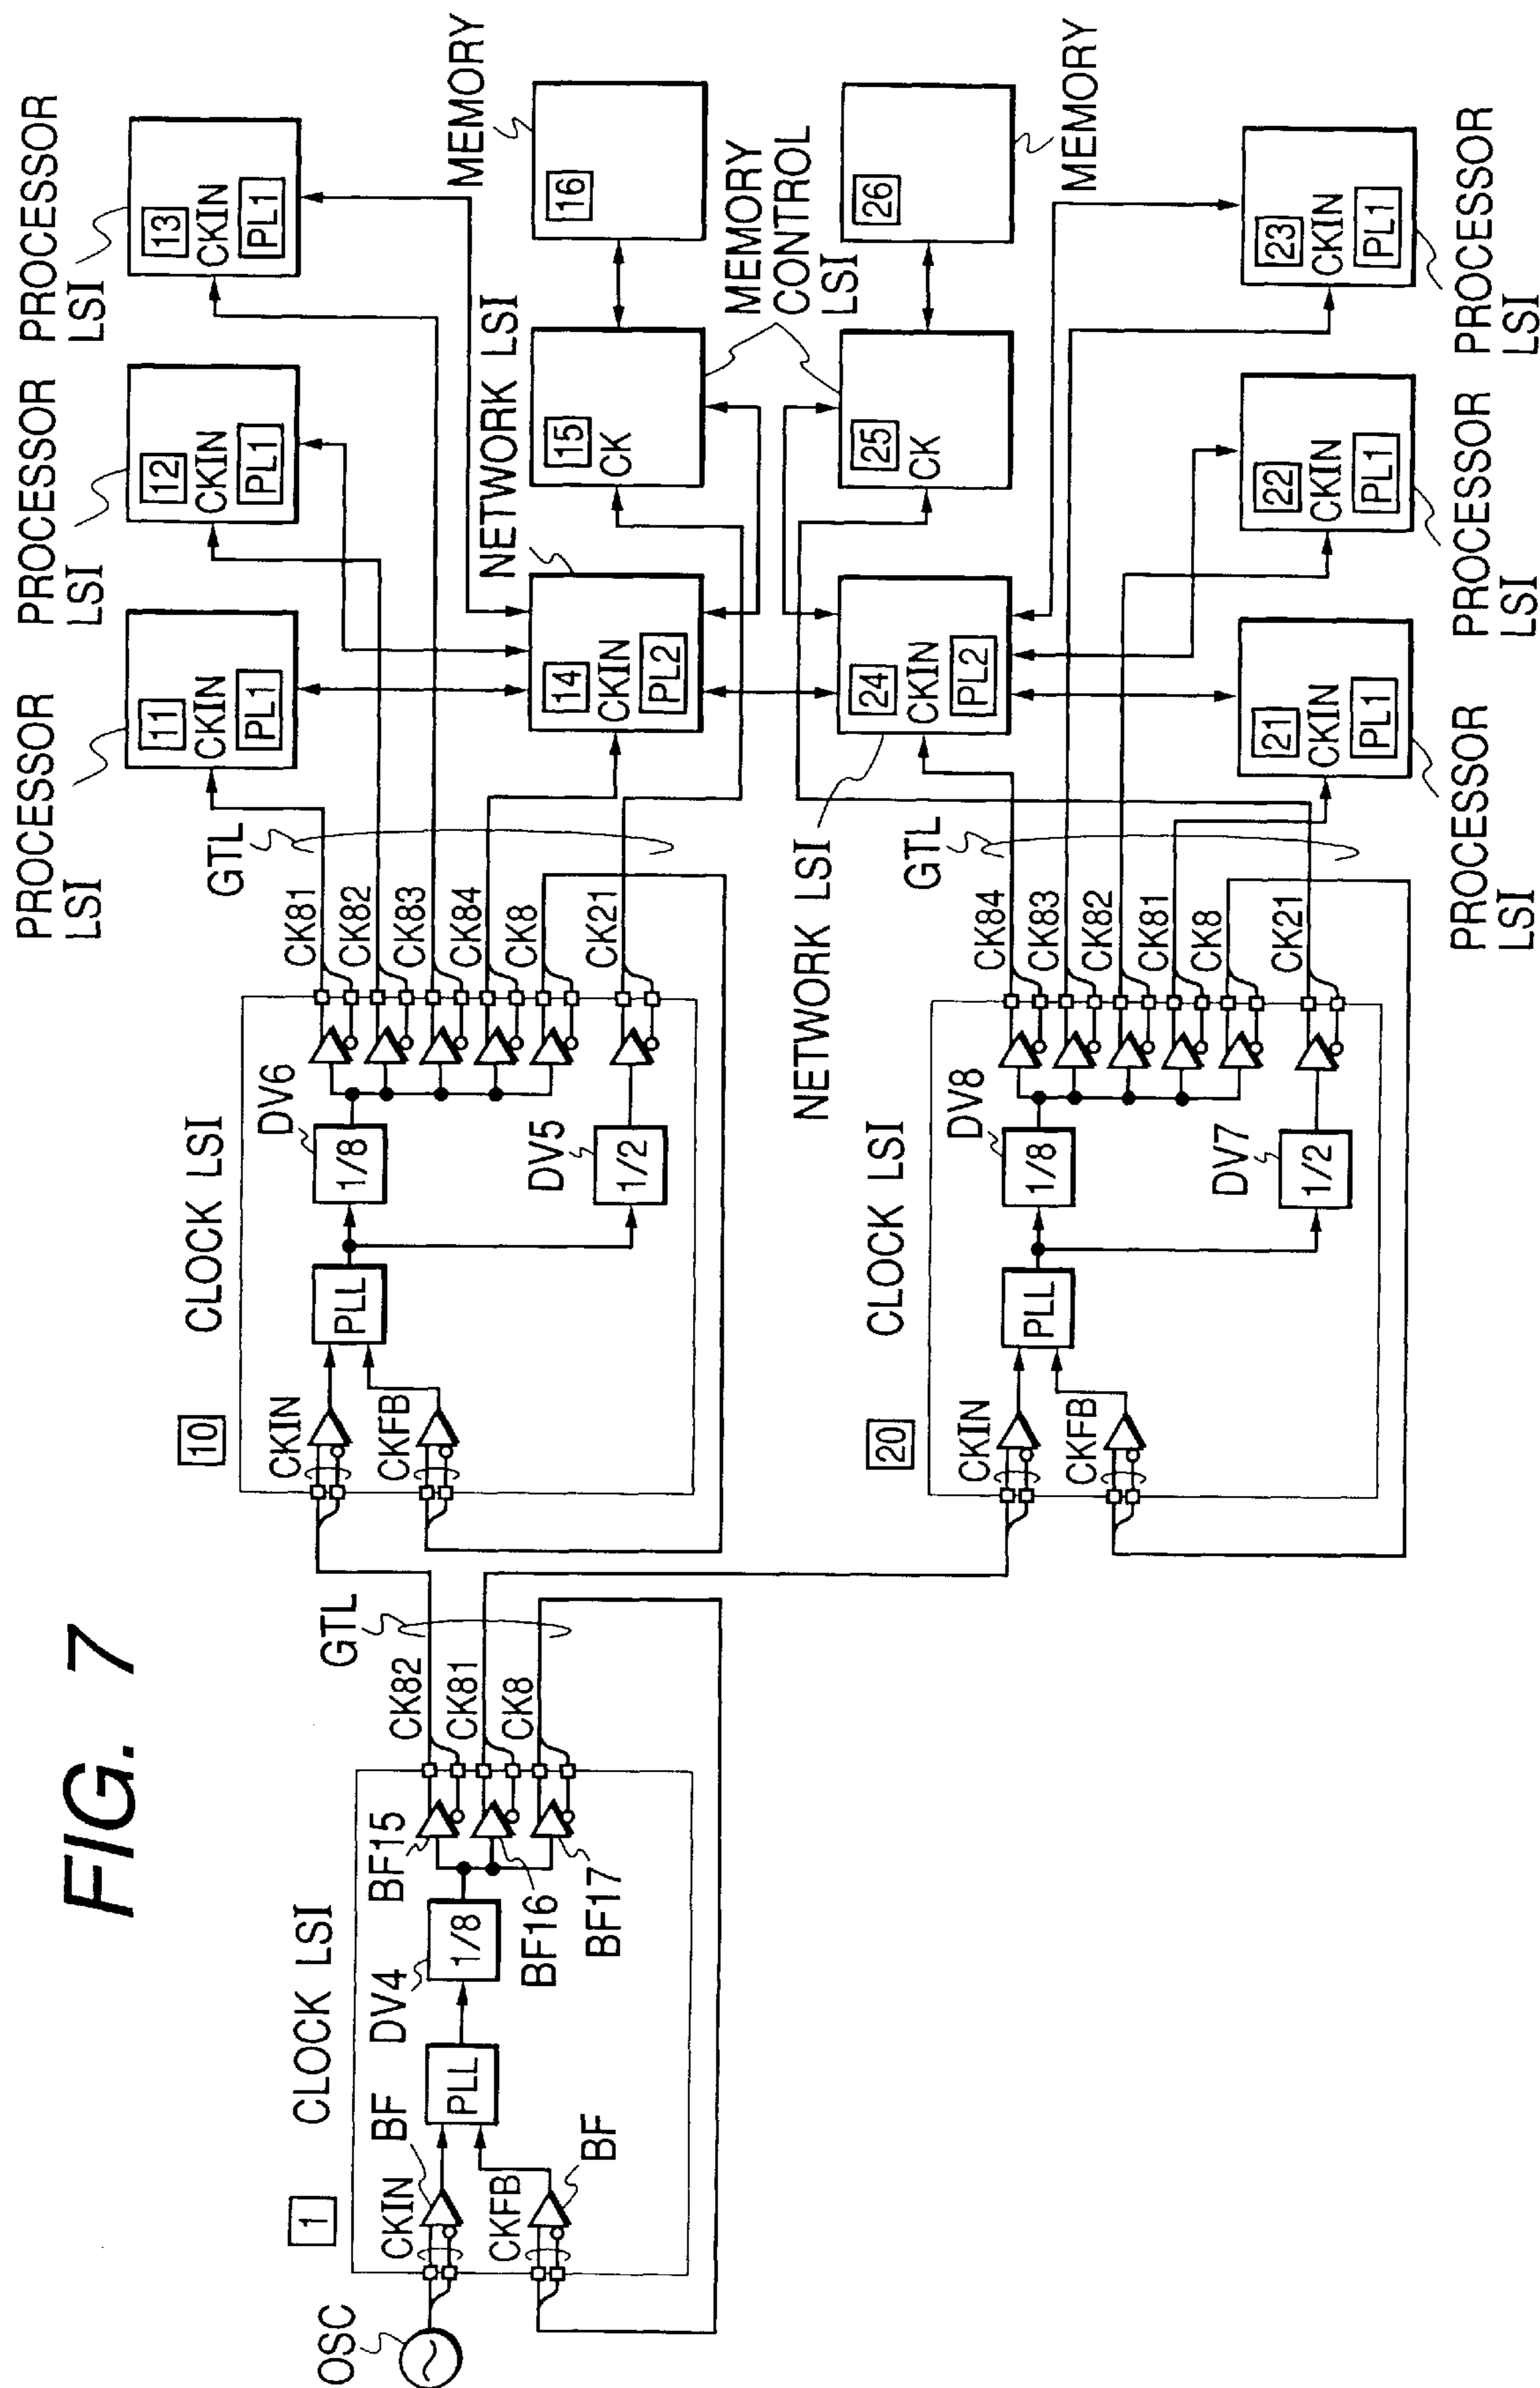 FIG. 7
OSC
1
CLOCK LSI
CKIN
BF
CKFB
BF
PLL
DV4
1/8
BF15
BF16
BF17
CK82
CK81
CK8
GTL
10
CLOCK LSI
CKIN
CKFB
PLL
DV6
1/8
DV5
1/2
CK81
CK82
CK83
CK84
CK8
CK21
GTL
20
CLOCK LSI
CKIN
CKFB
PLL
DV8
1/8
DV7
1/2
CK84
CK83
CK82
CK81
CK8
CK21
GTL
PROCESSOR
LSI
11
CKIN
PL1
PROCESSOR
LSI
12
CKIN
PL1
PROCESSOR
LSI
13
CKIN
PL1
NETWORK LSI
14
CKIN
PL2
15
CK
MEMORY
16
MEMORY
CONTROL
LSI
NETWORK LSI
24
CKIN
PL2
25
CK
26
MEMORY
21
CKIN
PL1
PROCESSOR
LSI
22
CKIN
PL1
PROCESSOR
LSI
23
CKIN
PL1
PROCESSOR
LSI